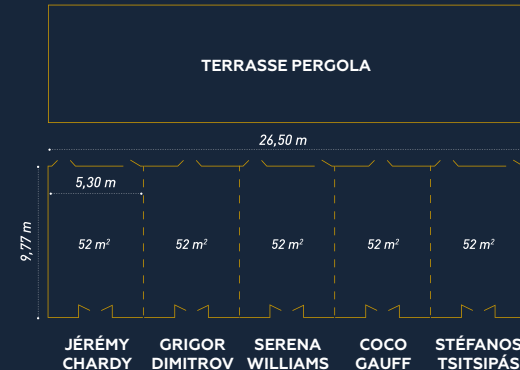 TERRASSE PERGOLA
26,50 m
5,30 m
9,77 m
52 m²
52 m²
52 m²
52 m²
52 m²
JÉRÉMY
CHARDY
GRIGOR
DIMITROV
SERENA
WILLIAMS
COCO
GAUFF
STÉFANOS
TSITSIPÁS